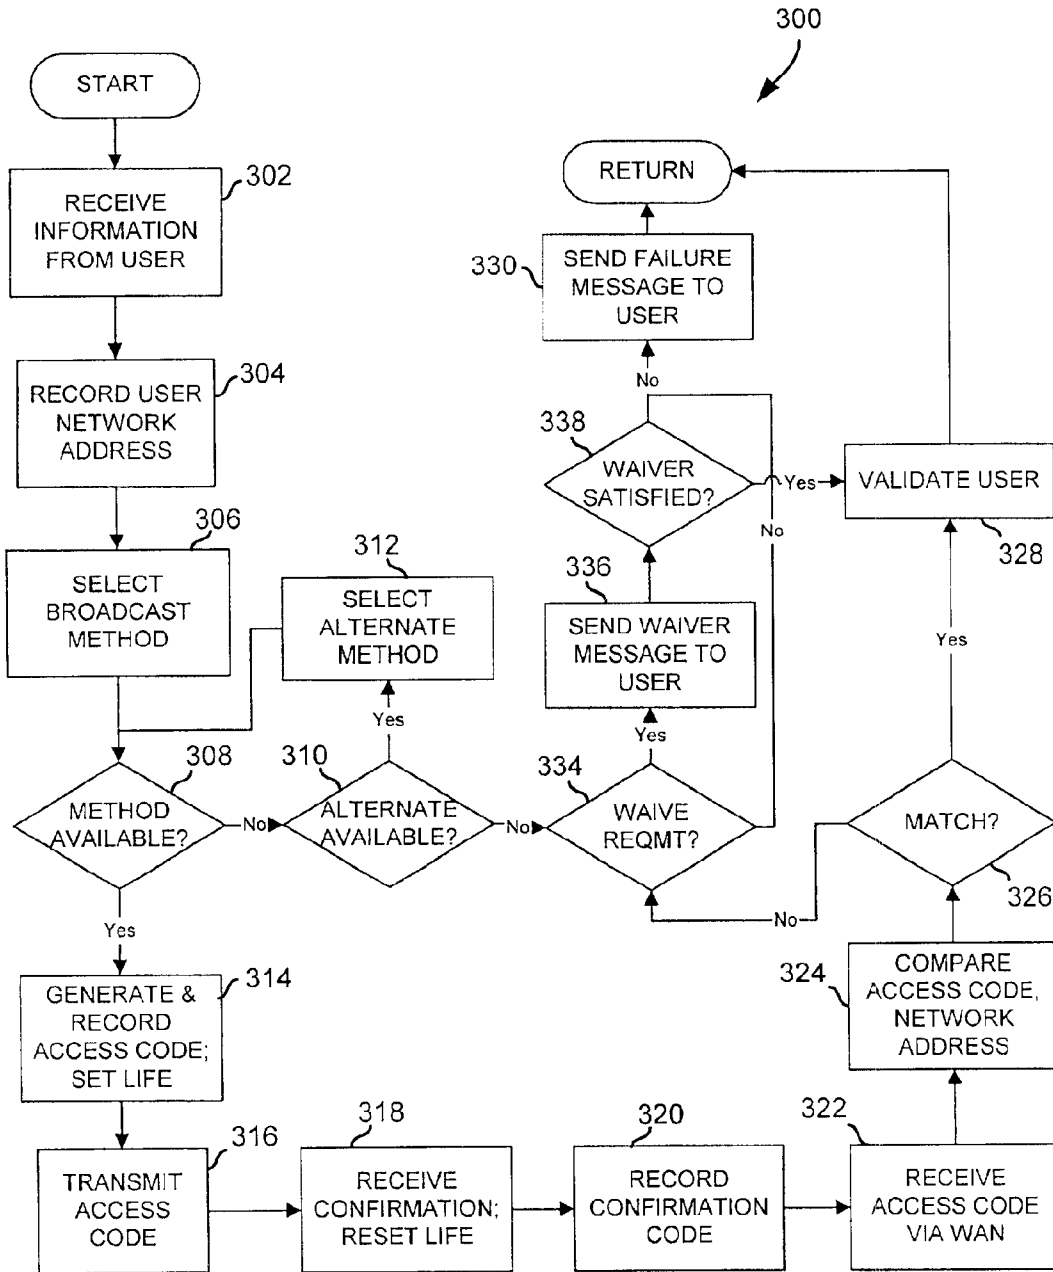 300
START
RETURN
302
RECEIVE
INFORMATION
FROM USER
330
SEND FAILURE
MESSAGE TO
USER
304
RECORD USER
NETWORK
ADDRESS
No
338
WAIVER
SATISFIED?
Yes
VALIDATE USER
328
No
306
SELECT
BROADCAST
METHOD
312
SELECT
ALTERNATE
METHOD
336
SEND WAIVER
MESSAGE TO
USER
Yes
Yes
Yes
308
METHOD
AVAILABLE?
No
310
ALTERNATE
AVAILABLE?
No
334
WAIVE
REQMT?
MATCH?
326
No
Yes
314
GENERATE &
RECORD
ACCESS CODE;
SET LIFE
324
COMPARE
ACCESS CODE,
NETWORK
ADDRESS
316
TRANSMIT
ACCESS
CODE
318
RECEIVE
CONFIRMATION;
RESET LIFE
320
RECORD
CONFIRMATION
CODE
322
RECEIVE
ACCESS CODE
VIA WAN